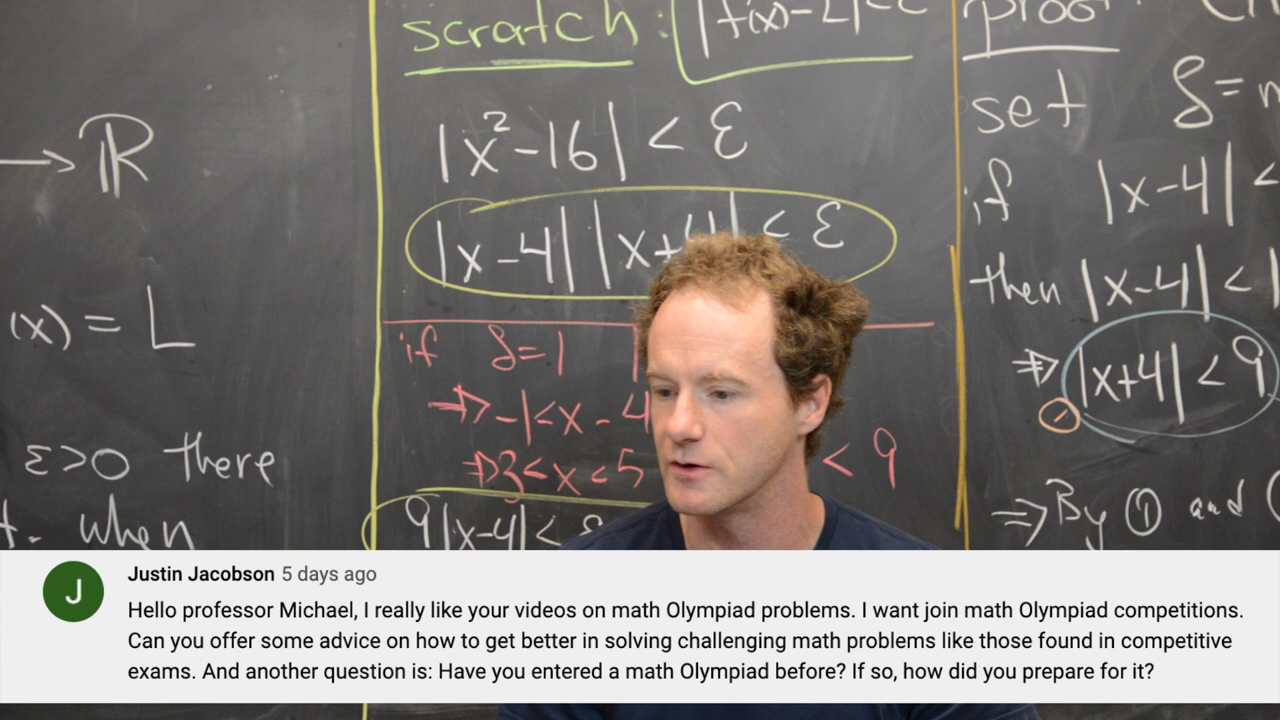 → ℝ
(x) = L
ε>0 there
when
scratch:
|f(x)-L|<ε
|x²-16| < ε
|x-4||x+4| < ε
if δ=1
⇒ -1<x-4
⇒ 3<x<5
< 9
9|x-4|<
proof:
set δ=
if |x-4| <
then |x-4| <
⇒ |x+4| < 9
⇒ By ① and
J
Justin Jacobson 5 days ago
Hello professor Michael, I really like your videos on math Olympiad problems. I want join math Olympiad competitions.
Can you offer some advice on how to get better in solving challenging math problems like those found in competitive
exams. And another question is: Have you entered a math Olympiad before? If so, how did you prepare for it?